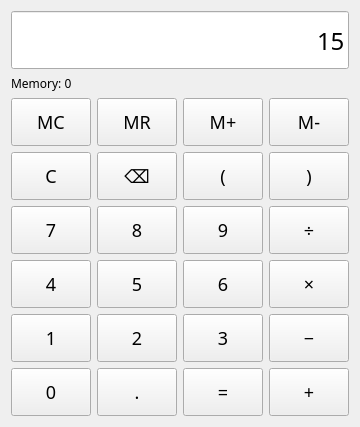 15
Memory: 0
MC MR M+ M-
C ⌫ ( )
7 8 9 ÷
4 5 6 ×
1 2 3 −
0 . = +